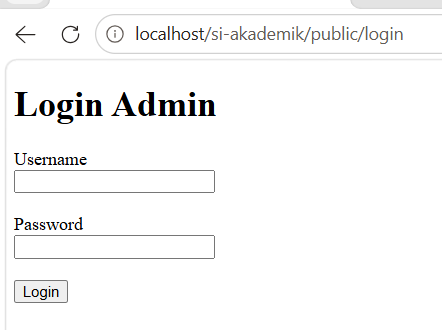 localhost/si-akademik/public/login
Login Admin
Username
Password
Login